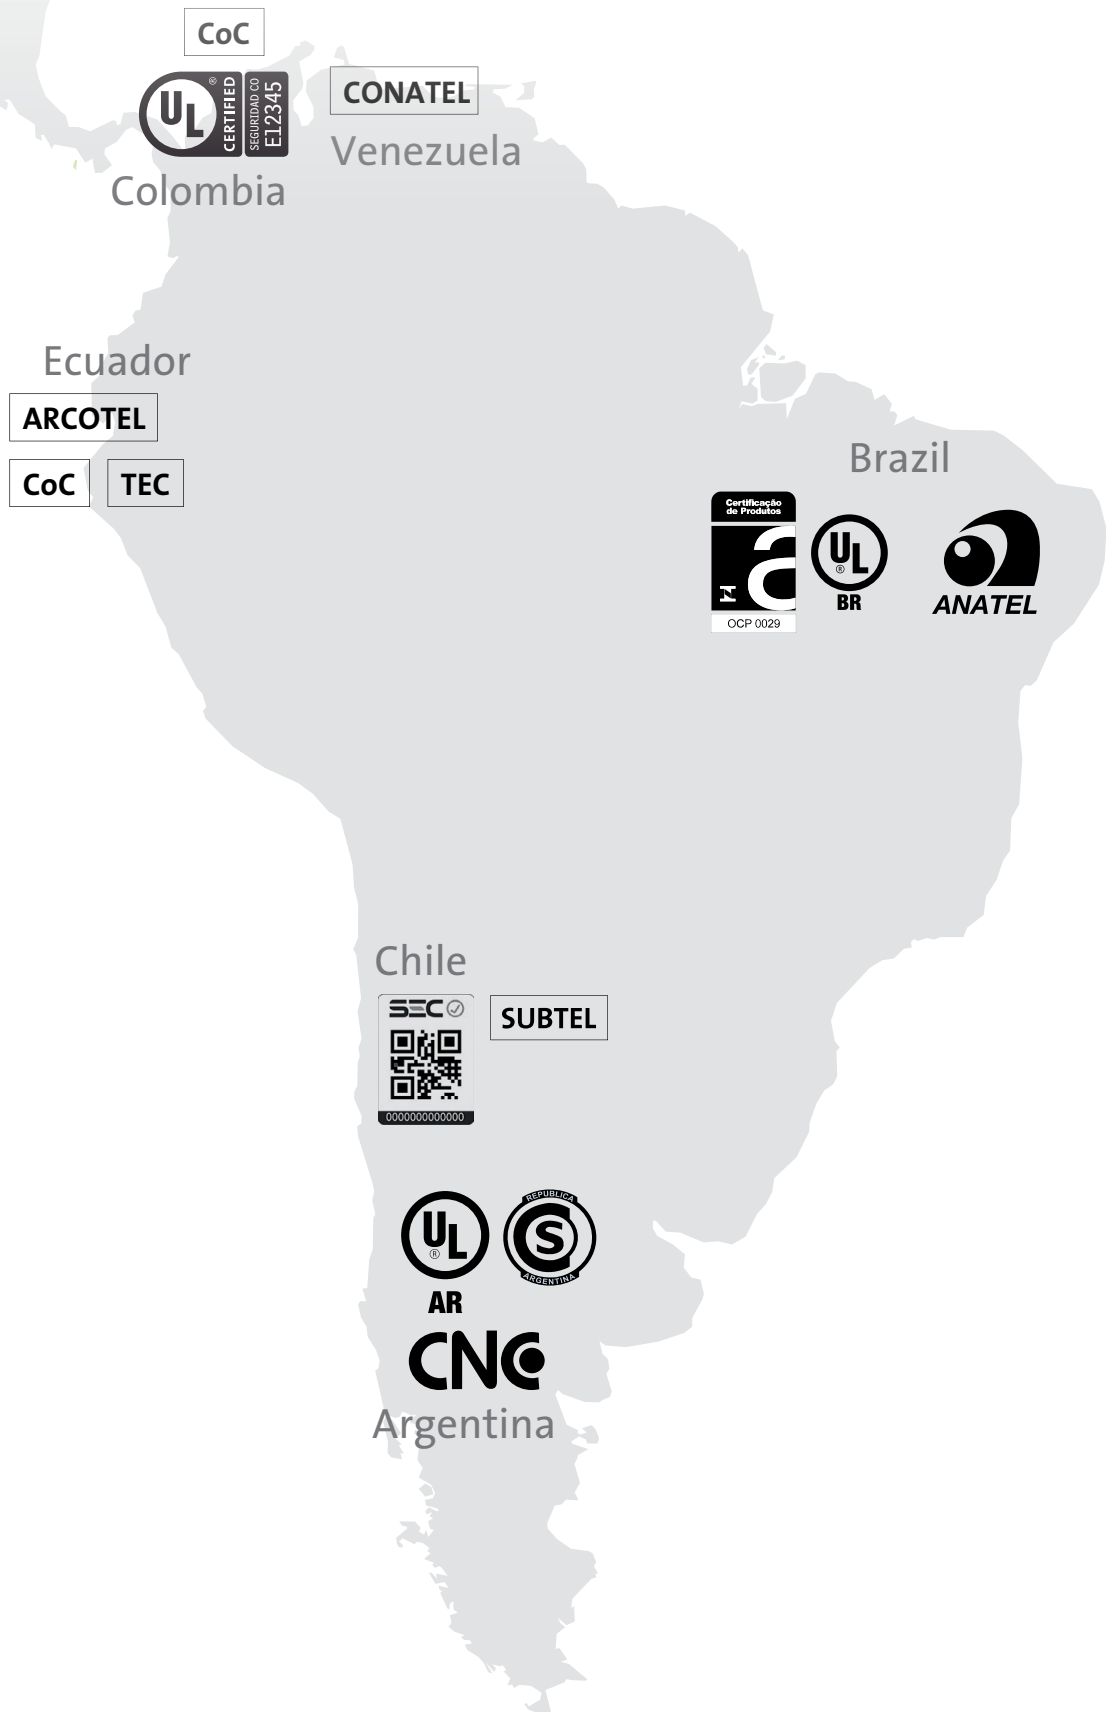 CoC
UL
®
CERTIFIED
SEGURIDAD CO
E12345
Colombia
CONATEL
Venezuela
Ecuador
ARCOTEL
CoC
TEC
Brazil
Certificação
de Produtos
a
OCP 0029
UL
®
BR
ANATEL
Chile
SEC
0000000000000
SUBTEL
UL
®
AR
REPUBLICA
S
ARGENTINA
CNC
Argentina